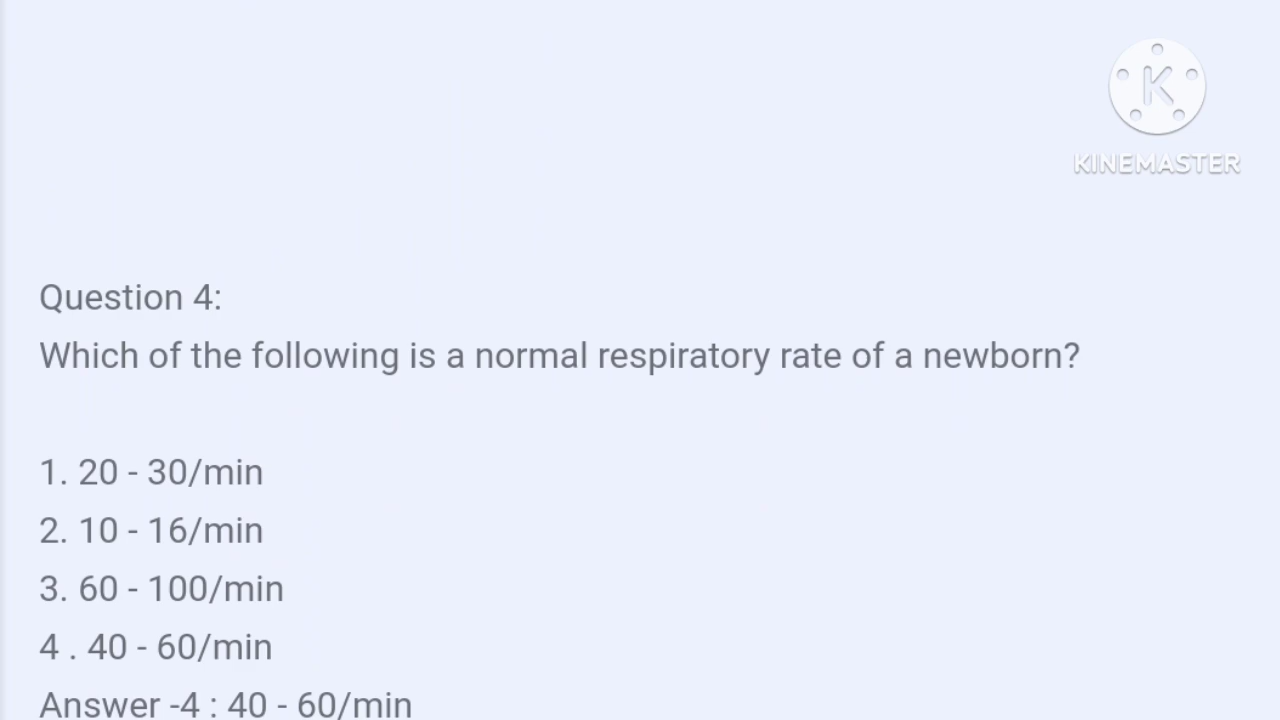 K
KINEMASTER
Question 4:
Which of the following is a normal respiratory rate of a newborn?
1. 20 - 30/min
2. 10 - 16/min
3. 60 - 100/min
4 . 40 - 60/min
Answer -4 : 40 - 60/min